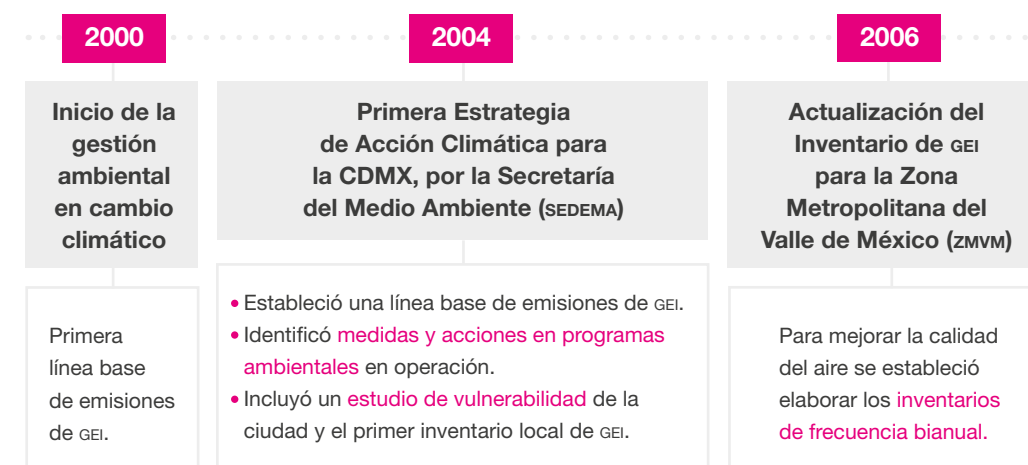 2000
Inicio de la
gestión
ambiental
en cambio
climático
Primera
línea base
de emisiones
de GEI.
2004
Primera Estrategia
de Acción Climática para
la CDMX, por la Secretaría
del Medio Ambiente (SEDEMA)
• Estableció una línea base de emisiones de GEI.
• Identificó medidas y acciones en programas
ambientales en operación.
• Incluyó un estudio de vulnerabilidad de la
ciudad y el primer inventario local de GEI.
2006
Actualización del
Inventario de GEI
para la Zona
Metropolitana del
Valle de México (ZMVM)
Para mejorar la calidad
del aire se estableció
elaborar los inventarios
de frecuencia bianual.